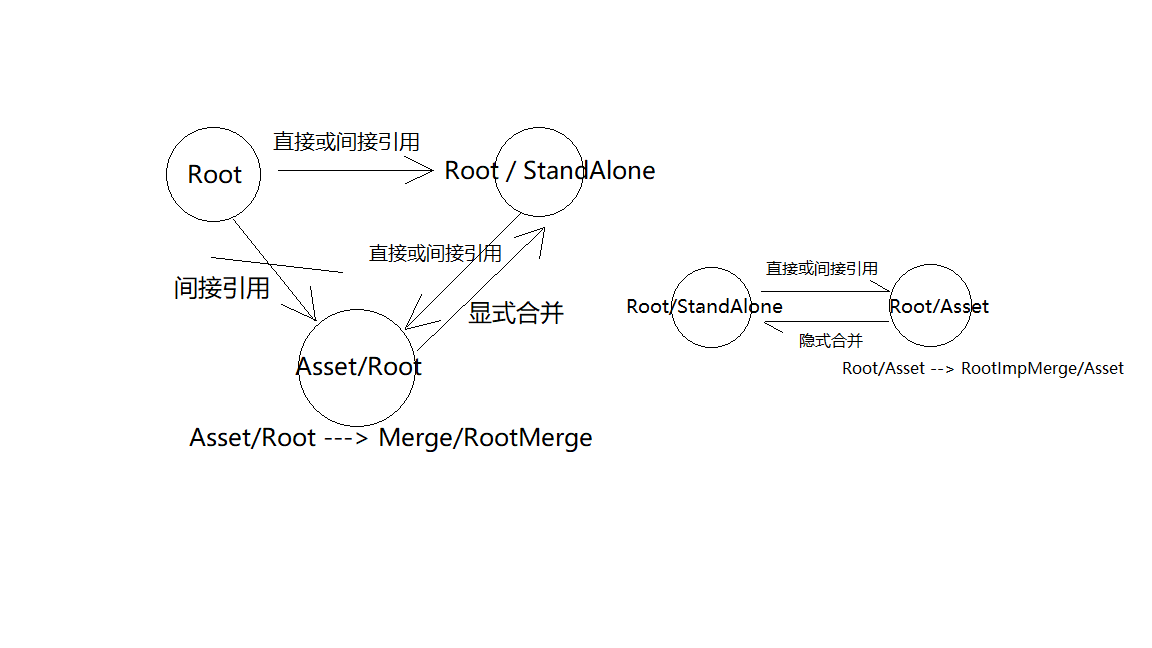 直接或间接引用
Root
Root / StandAlone
直接或间接引用
间接引用
显式合并
Asset/Root
Asset/Root ---> Merge/RootMerge
直接或间接引用
Root/StandAlone
Root/Asset
隐式合并
Root/Asset --> RootImpMerge/Asset